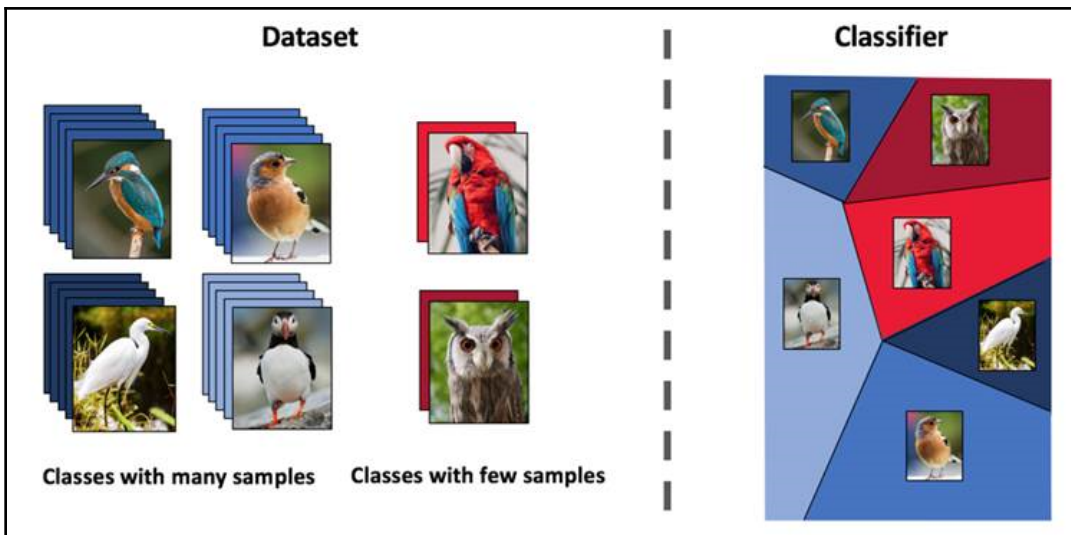 Dataset
Classifier
Classes with many samples
Classes with few samples